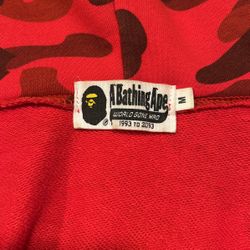 A Bathing Ape
WORLD GONE MAD
1993 TO 2093
M